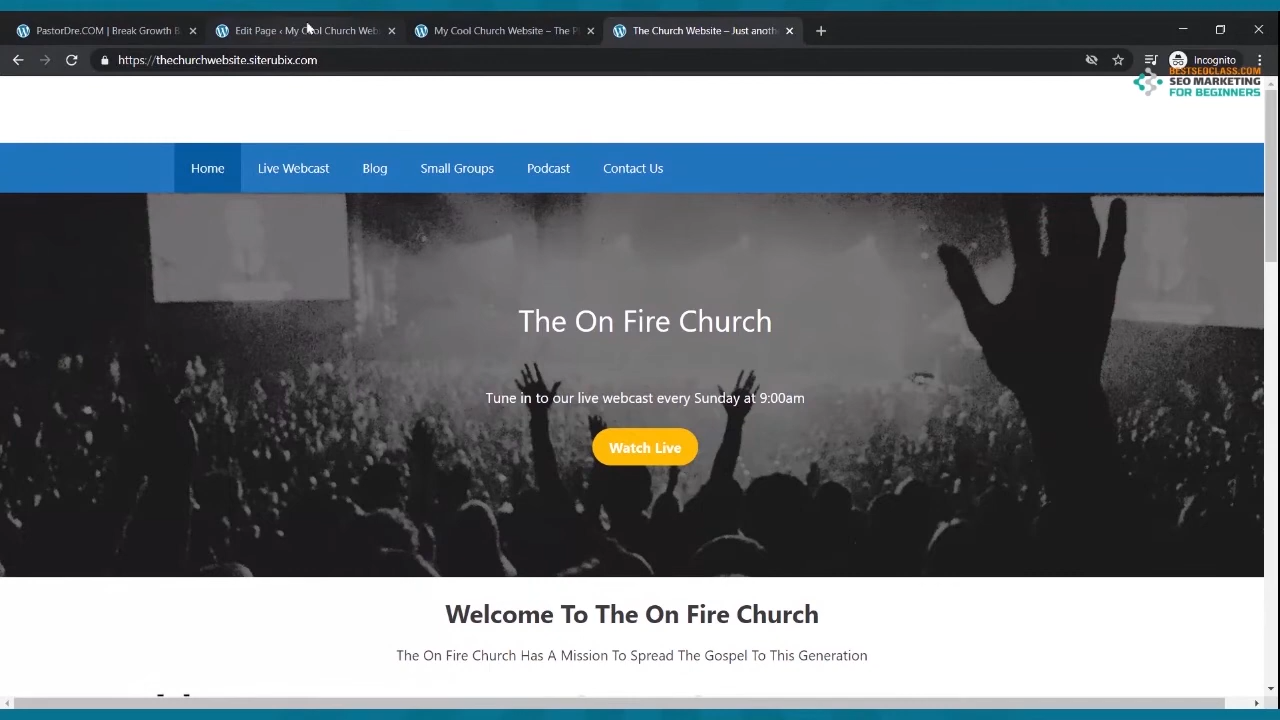 PastorDre.COM | Break Growth B
Edit Page ‹ My Cool Church Web
My Cool Church Website – The P
The Church Website – Just anoth
https://thechurchwebsite.siterubix.com
Incognito
BESTSEOCLASS.COM
SEO MARKETING
FOR BEGINNERS
Home Live Webcast Blog Small Groups Podcast Contact Us
The On Fire Church
Tune in to our live webcast every Sunday at 9:00am
Watch Live
Welcome To The On Fire Church
The On Fire Church Has A Mission To Spread The Gospel To This Generation